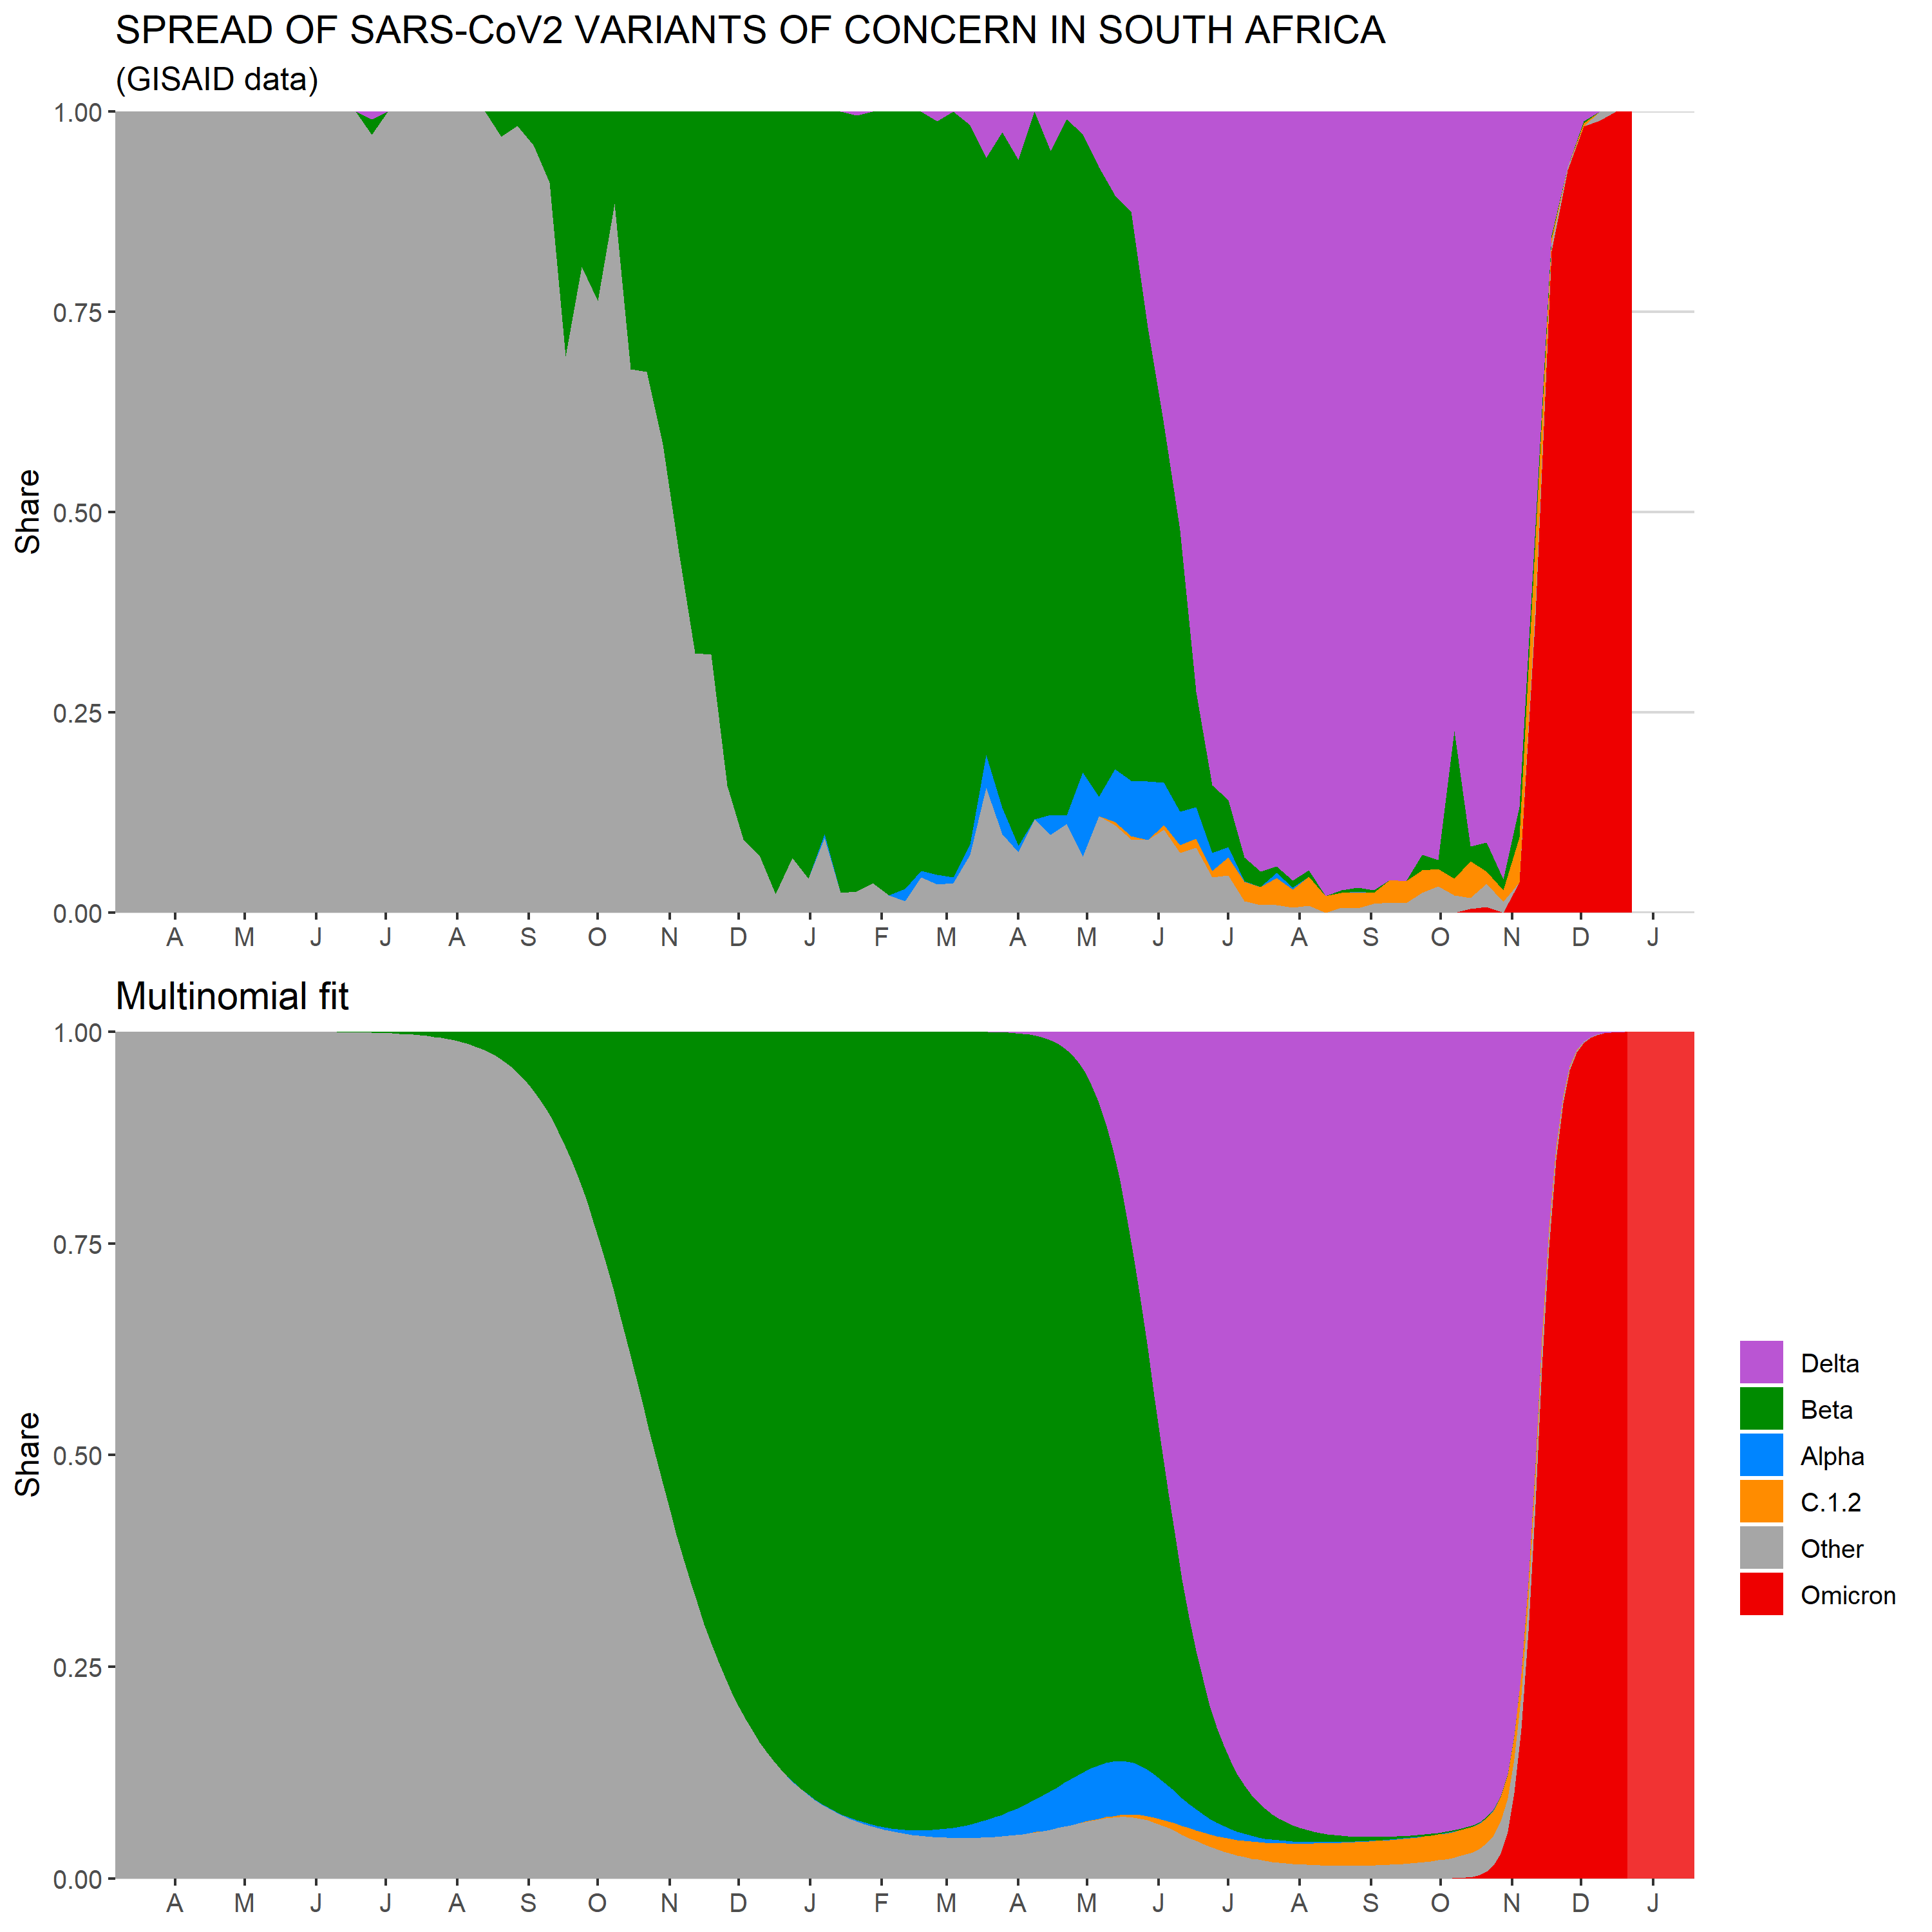 SPREAD OF SARS-CoV2 VARIANTS OF CONCERN IN SOUTH AFRICA
(GISAID data)
1.00
0.75
0.50
0.25
0.00
Share
A M J J A S O N D J F M A M J J A S O N D J
Multinomial fit
1.00
0.75
0.50
0.25
0.00
Share
A M J J A S O N D J F M A M J J A S O N D J
Delta
Beta
Alpha
C.1.2
Other
Omicron